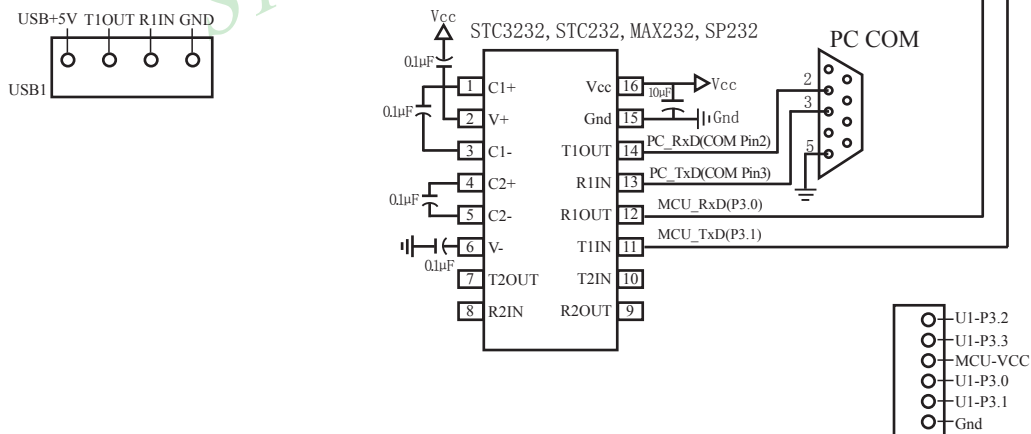 USB+5V T1OUT R1IN GND
USB1
Vcc
STC3232, STC232, MAX232, SP232
PC COM
0.1μF
0.1μF
0.1μF
0.1μF
1 C1+
2 V+
3 C1-
4 C2+
5 C2-
6 V-
7 T2OUT
8 R2IN
Vcc 16
Gnd 15
T1OUT 14
R1IN 13
R1OUT 12
T1IN 11
T2IN 10
R2OUT 9
10μF
Vcc
Gnd
PC_RxD(COM Pin2)
PC_TxD(COM Pin3)
MCU_RxD(P3.0)
MCU_TxD(P3.1)
2
3
5
U1-P3.2
U1-P3.3
MCU-VCC
U1-P3.0
U1-P3.1
Gnd